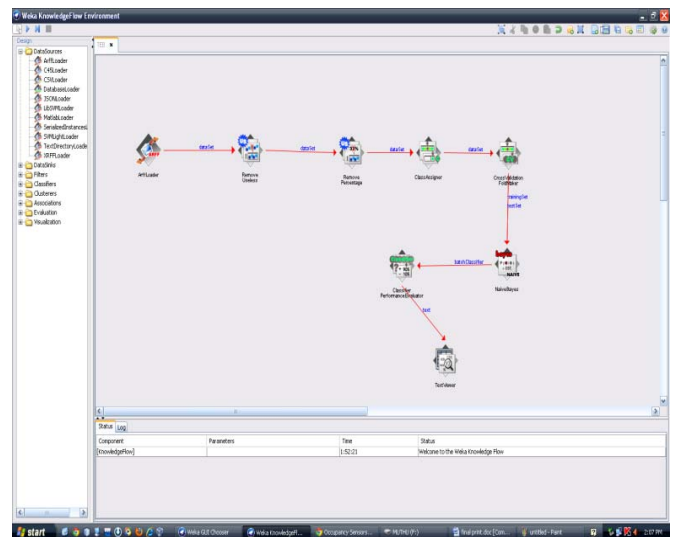 Weka KnowledgeFlow Environment
Design
DataSources
ArffLoader
C45Loader
CSVLoader
DatabaseLoader
JSONLoader
LibSVMLoader
MatlabLoader
SerializedInstancesL
SVMLightLoader
TextDirectoryLoade
XRFFLoader
DataSinks
Filters
Classifiers
Clusterers
Associations
Evaluation
Visualization
dataSet
dataSet
dataSet
dataSet
ArffLoader
Remove
Useless
Remove
Percentage
ClassAssigner
CrossValidation
FoldMaker
trainingSet
testSet
batchClassifier
Classifier
PerformanceEvaluator
NaiveBayes
text
TextViewer
Status Log
Component Parameters Time Status
[KnowledgeFlow] 1:52:21 Welcome to the Weka Knowledge Flow
start Weka GUI Chooser Weka KnowledgeFl... Occupancy Sensors... MUTHU (F:) final print.doc [Com... untitled - Paint 2:07 PM